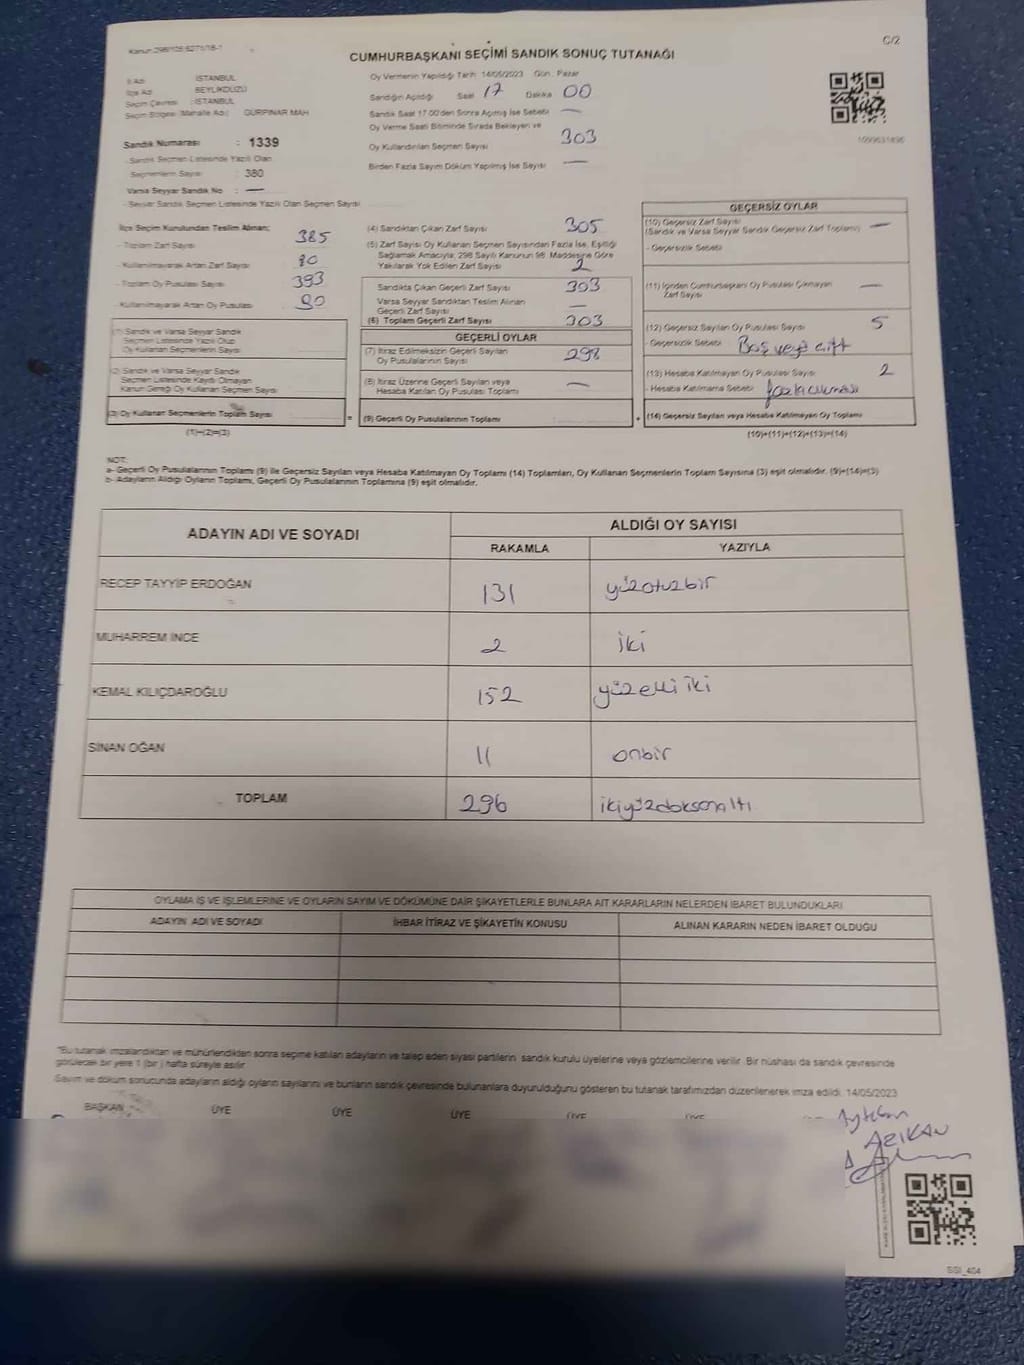 Kanun:298/105;6271/18-1
C/2
CUMHURBAŞKANI SEÇİMİ SANDIK SONUÇ TUTANAĞI
İl Adı : İSTANBUL
İlçe Adı : BEYLİKDÜZÜ
Seçim Çevresi : İSTANBUL
Seçim Bölgesi (Mahalle Adı) : GÜRPINAR MAH
Sandık Numarası : 1339
- Sandık Seçmen Listesinde Yazılı Olan
Seçmenlerin Sayısı : 380
Varsa Seyyar Sandık No : —
- Seyyar Sandık Seçmen Listesinde Yazılı Olan Seçmen Sayısı
Oy Vermenin Yapıldığı Tarih 14/05/2023 Gün : Pazar
Sandığın Açıldığı Saat 17 Dakika 00
Sandık Saat 17.00'den Sonra Açılmış İse Sebebi —
Oy Verme Saati Bitiminde Sırada Bekleyen ve
Oy Kullandırılan Seçmen Sayısı 303
Birden Fazla Sayım Döküm Yapılmış İse Sayısı —
İlçe Seçim Kurulundan Teslim Alınan;
- Toplam Zarf Sayısı 385
- Kullanılmayarak Artan Zarf Sayısı 80
- Toplam Oy Pusulası Sayısı 393
- Kullanılmayarak Artan Oy Pusulası 90
(1) Sandık ve Varsa Seyyar Sandık
Seçmen Listesinde Yazılı Olup
Oy Kullanan Seçmenlerin Sayısı
(2) Sandık ve Varsa Seyyar Sandık
Seçmen Listesinde Kaydı Olmayan
Kanun Gereği Oy Kullanan Seçmen Sayısı
(3) Oy Kullanan Seçmenlerin Toplam Sayısı
(1)+(2)=(3)
(4) Sandıktan Çıkan Zarf Sayısı 305
(5) Zarf Sayısı Oy Kullanan Seçmen Sayısından Fazla İse, Eşitliği
Sağlamak Amacıyla; 298 Sayılı Kanunun 98. Maddesine Göre
Yakılarak Yok Edilen Zarf Sayısı 2
Sandıkta Çıkan Geçerli Zarf Sayısı 303
Varsa Seyyar Sandıktan Teslim Alınan
Geçerli Zarf Sayısı —
(6) Toplam Geçerli Zarf Sayısı 303
GEÇERLİ OYLAR
(7) İtiraz Edilmeksizin Geçerli Sayılan
Oy Pusulalarının Sayısı 298
(8) İtiraz Üzerine Geçerli Sayılan veya
Hesaba Katılan Oy Pusulası Toplamı —
= (9) Geçerli Oy Pusulalarının Toplamı
GEÇERSİZ OYLAR
(10) Geçersiz Zarf Sayısı
(Sandık ve Varsa Seyyar Sandık Geçersiz Zarf Toplamı) —
- Geçersizlik Sebebi
(11) İçinden Cumhurbaşkanı Oy Pusulası Çıkmayan
Zarf Sayısı —
(12) Geçersiz Sayılan Oy Pusulası Sayısı 5
- Geçersizlik Sebebi Boş veya çift
(13) Hesaba Katılmayan Oy Pusulası Sayısı 2
- Hesaba Katılmama Sebebi
+ (14) Geçersiz Sayılan veya Hesaba Katılmayan Oy Toplamı
(10)+(11)+(12)+(13)=(14)
NOT:
a- Geçerli Oy Pusulalarının Toplamı (9) ile Geçersiz Sayılan veya Hesaba Katılmayan Oy Toplamı (14) Toplamları, Oy Kullanan Seçmenlerin Toplam Sayısına (3) eşit olmalıdır. (9)+(14)=(3)
b- Adayların Aldığı Oyların Toplamı, Geçerli Oy Pusulalarının Toplamına (9) eşit olmalıdır.
ADAYIN ADI VE SOYADI ALDIĞI OY SAYISI
RAKAMLA YAZIYLA
RECEP TAYYİP ERDOĞAN 131 yüzotuzbir
MUHARREM İNCE 2 iki
KEMAL KILIÇDAROĞLU 152 yüzelli iki
SİNAN OĞAN 11 onbir
TOPLAM 296 ikiyüzdoksanaltı
OYLAMA İŞ VE İŞLEMLERİNE VE OYLARIN SAYIM VE DÖKÜMÜNE DAİR ŞİKAYETLERLE BUNLARA AİT KARARLARIN NELERDEN İBARET BULUNDUKLARI
ADAYIN ADI VE SOYADI İHBAR İTİRAZ VE ŞİKAYETİN KONUSU ALINAN KARARIN NEDEN İBARET OLDUĞU
*Bu tutanak imzalandıktan ve mühürlendikten sonra seçime katılan adayların ve talep eden siyasi partilerin sandık kurulu üyelerine veya gözlemcilerine verilir. Bir nüshası da sandık çevresinde
görülecek bir yere 1 (bir ) hafta süreyle asılır.
Sayım ve döküm sonucunda adayların aldığı oyların sayılarını ve bunların sandık çevresinde bulunanlara duyurulduğunu gösteren bu tutanak tarafımızdan düzenlenerek imza edildi. 14/05/2023
BAŞKAN ÜYE ÜYE ÜYE ÜYE ÜYE
AZIKAN
SSİ_404